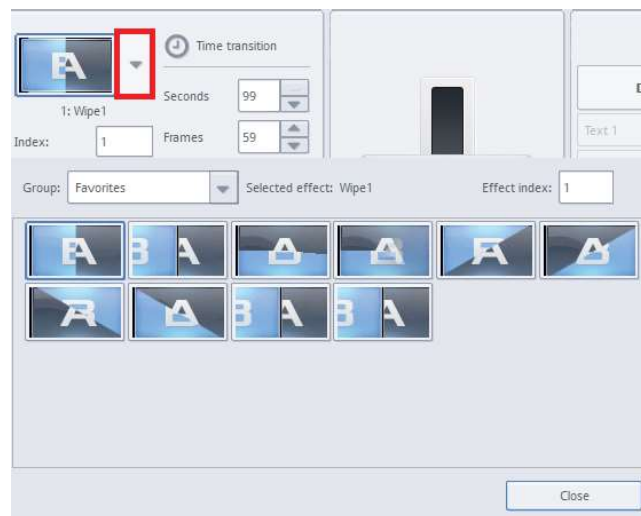 Time transition
Seconds 99
1: Wipe1
Index: 1
Frames 59
Text 1
Group: Favorites
Selected effect: Wipe1
Effect index: 1
B A
B A
B A
B A
Close